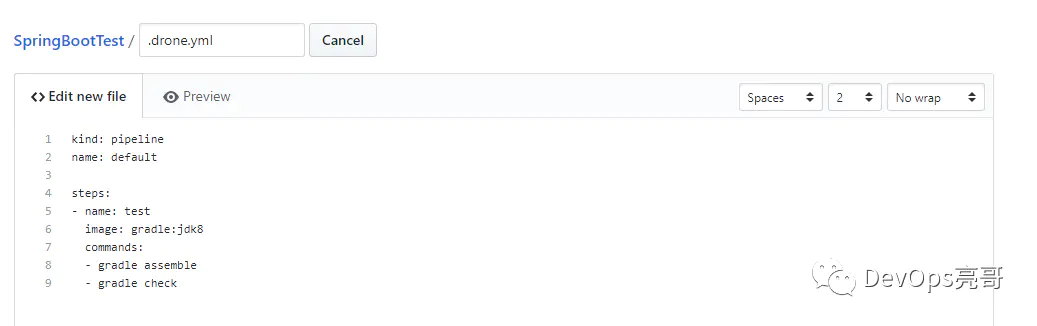 SpringBootTest / .drone.yml Cancel
Edit new file Preview Spaces 2 No wrap
1 kind: pipeline
2 name: default
3
4 steps:
5 - name: test
6   image: gradle:jdk8
7   commands:
8   - gradle assemble
9   - gradle check
DevOps亮哥